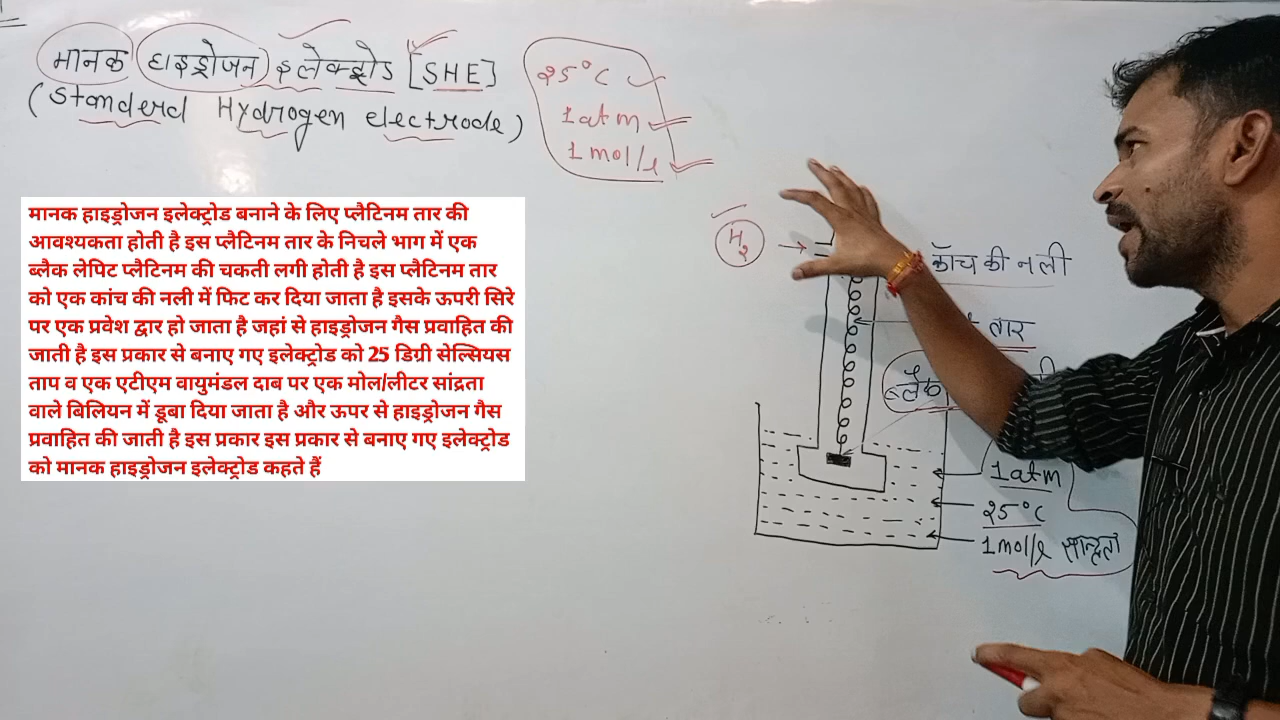 मानक हाइड्रोजन इलेक्ट्रोड [SHE]
(Standerd Hydrogen electrode)
25°C
1atm
1mol/l
मानक हाइड्रोजन इलेक्ट्रोड बनाने के लिए प्लैटिनम तार की
आवश्यकता होती है इस प्लैटिनम तार के निचले भाग में एक
ब्लैक लेपिट प्लैटिनम की चकती लगी होती है इस प्लैटिनम तार
को एक कांच की नली में फिट कर दिया जाता है इसके ऊपरी सिरे
पर एक प्रवेश द्वार हो जाता है जहां से हाइड्रोजन गैस प्रवाहित की
जाती है इस प्रकार से बनाए गए इलेक्ट्रोड को 25 डिग्री सेल्सियस
ताप व एक एटीएम वायुमंडल दाब पर एक मोल/लीटर सांद्रता
वाले बिलियन में डूबा दिया जाता है और ऊपर से हाइड्रोजन गैस
प्रवाहित की जाती है इस प्रकार इस प्रकार से बनाए गए इलेक्ट्रोड
को मानक हाइड्रोजन इलेक्ट्रोड कहते हैं
H2
कॉच की नली
तार
ब्लैक
1atm
25°C
1mol/l सान्द्रता